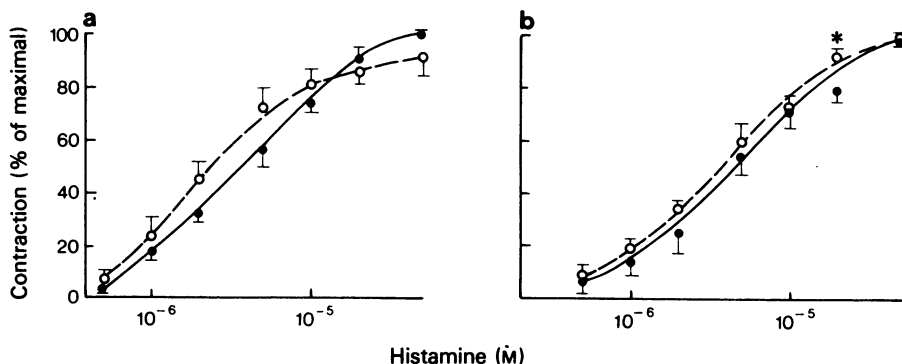 a
b
*
Contraction (% of maximal)
100
80
60
40
20
0
10⁻⁶
10⁻⁵
10⁻⁶
10⁻⁵
Histamine (M)